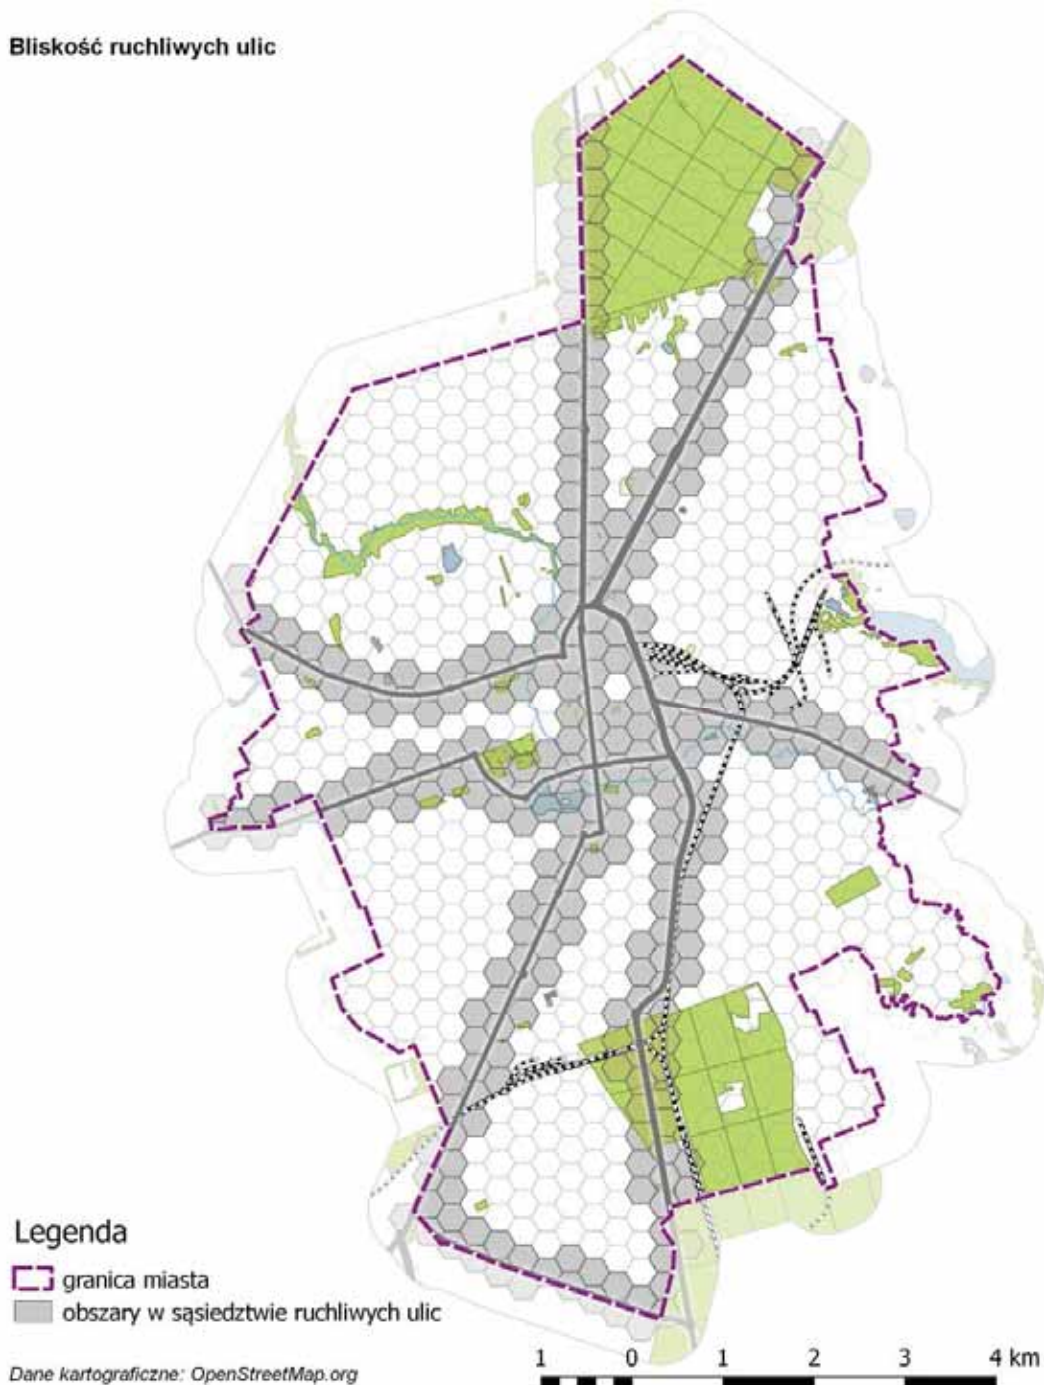 Bliskość ruchliwych ulic
Legenda
granica miasta
obszary w sąsiedztwie ruchliwych ulic
Dane kartograficzne: OpenStreetMap.org
1 0 1 2 3 4 km